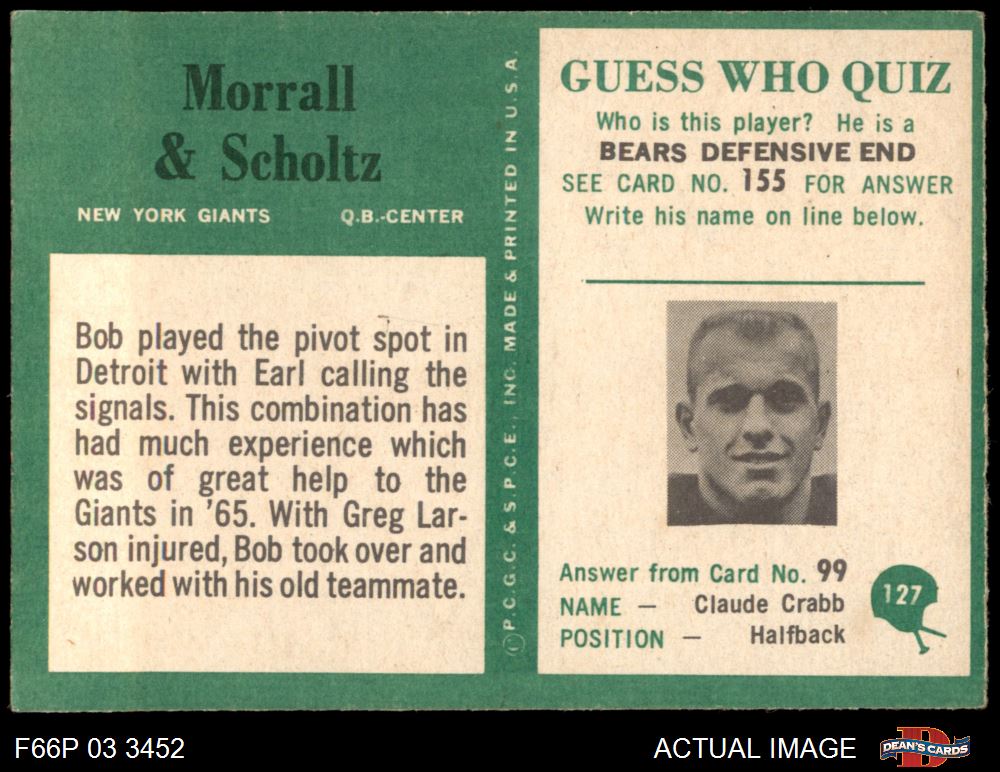 Morrall
& Scholtz
NEW YORK GIANTS Q.B.-CENTER
Bob played the pivot spot in
Detroit with Earl calling the
signals. This combination has
had much experience which
was of great help to the
Giants in '65. With Greg Lar-
son injured, Bob took over and
worked with his old teammate.
© P.C.G.C. & S.P.C.E., INC. MADE & PRINTED IN U.S.A.
GUESS WHO QUIZ
Who is this player? He is a
BEARS DEFENSIVE END
SEE CARD NO. 155 FOR ANSWER
Write his name on line below.
Answer from Card No. 99
NAME — Claude Crabb
POSITION — Halfback
127
F66P 03 3452
ACTUAL IMAGE
D
DEAN'S CARDS